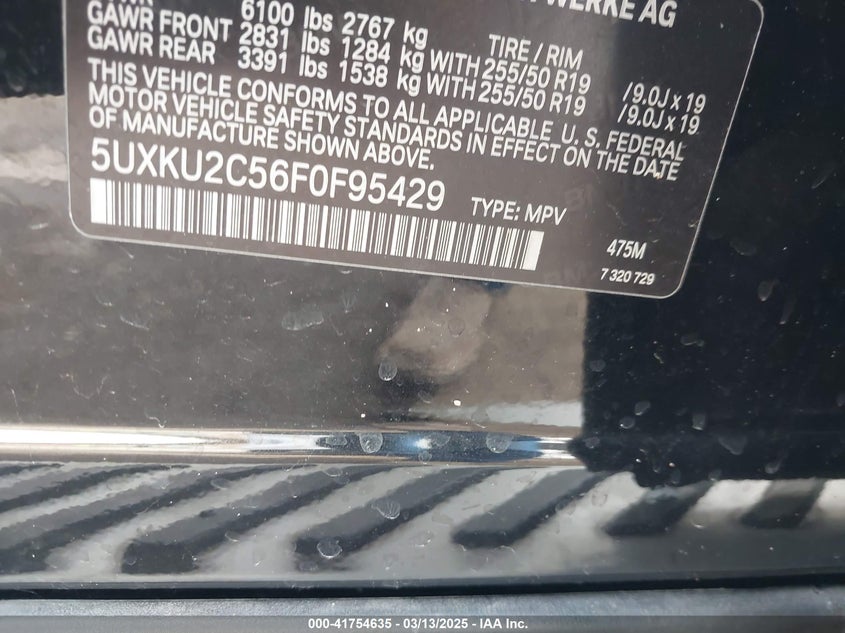 6100 lbs 2767 kg
GAWR FRONT 2831 lbs 1284 kg WITH 255/50 R19 /9.0J x 19
GAWR REAR 3391 lbs 1538 kg WITH 255/50 R19 /9.0J x 19
TIRE / RIM
THIS VEHICLE CONFORMS TO ALL APPLICABLE U.S. FEDERAL
MOTOR VEHICLE SAFETY STANDARDS IN EFFECT ON THE DATE
OF MANUFACTURE SHOWN ABOVE.
5UXKU2C56F0F95429 TYPE: MPV
475M
7 320 729
000-41754635 - 03/13/2025 - IAA Inc.